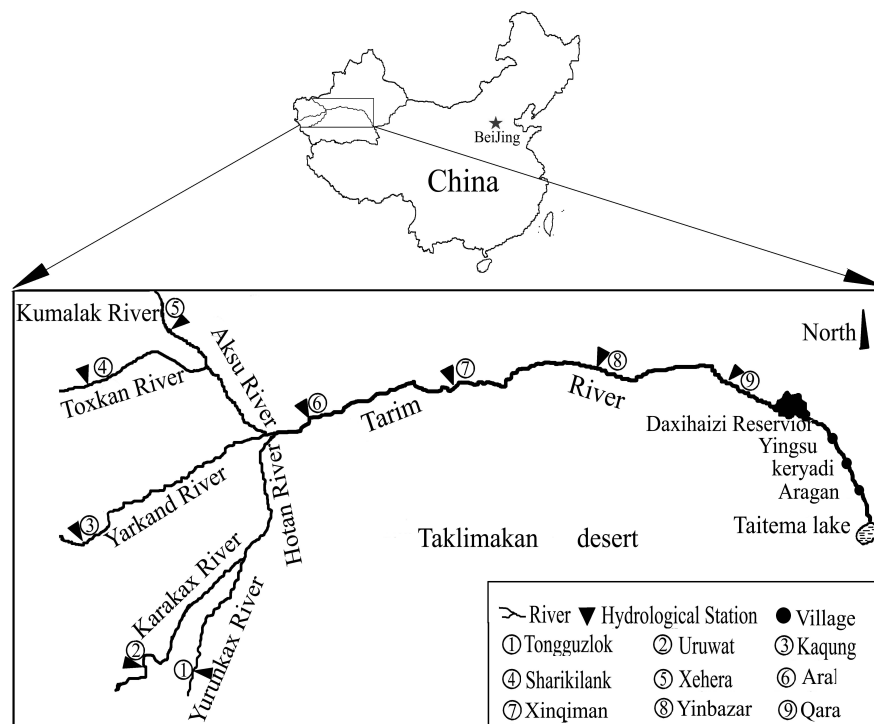 BeiJing
China
Kumalak River
⑤
North
④
Toxkan River
Aksu River
⑥
⑦
⑧
⑨
Tarim
River
Daxihaizi Reservior
Yingsu
keryadi
Aragan
Taitema lake
③
Yarkand River
Hotan River
Taklimakan desert
Karakax River
②
①
Yurunkax River
River Hydrological Station Village
①Tongguzlok ②Uruwat ③Kaqung
④Sharikilank ⑤Xehera ⑥Aral
⑦Xinqiman ⑧Yinbazar ⑨Qara